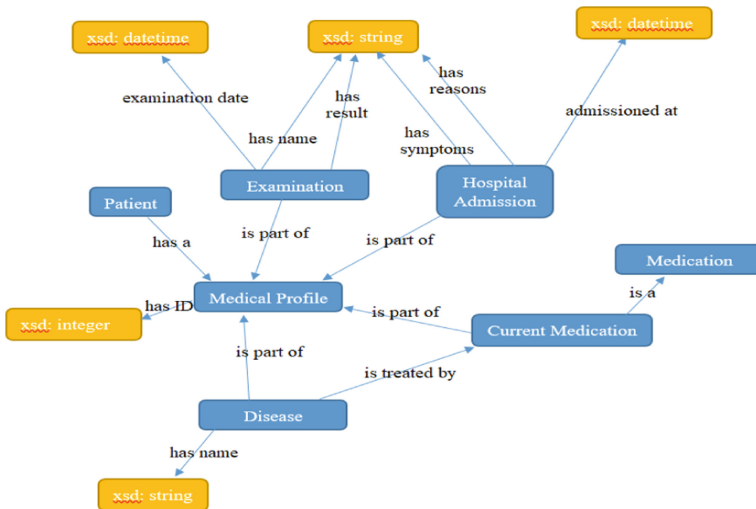 xsd: datetime
xsd: string
xsd: datetime
examination date
has name
has
result
has
symptoms
has
reasons
admissioned at
Examination
Hospital
Admission
Patient
has a
is part of
is part of
Medication
is a
Medical Profile
has ID
xsd: integer
is part of
Current Medication
is part of
is treated by
Disease
has name
xsd: string